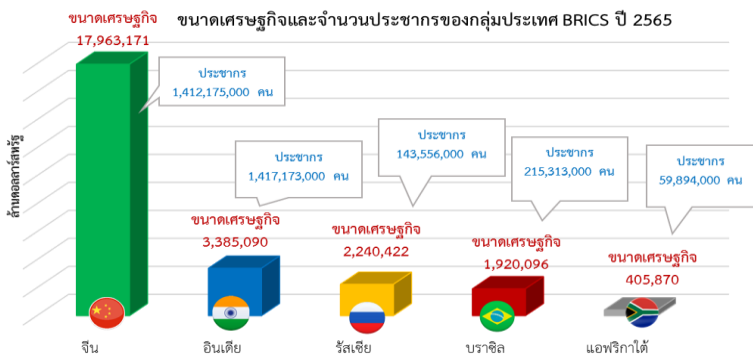 ขนาดเศรษฐกิจและจำนวนประชากรของกลุ่มประเทศ BRICS ปี 2565
ล้านดอลลาร์สหรัฐ
ขนาดเศรษฐกิจ
17,963,171
ประชากร
1,412,175,000 คน
ประชากร
1,417,173,000 คน
ขนาดเศรษฐกิจ
3,385,090
ประชากร
143,556,000 คน
ขนาดเศรษฐกิจ
2,240,422
ประชากร
215,313,000 คน
ขนาดเศรษฐกิจ
1,920,096
ประชากร
59,894,000 คน
ขนาดเศรษฐกิจ
405,870
จีน
อินเดีย
รัสเซีย
บราซิล
แอฟริกาใต้